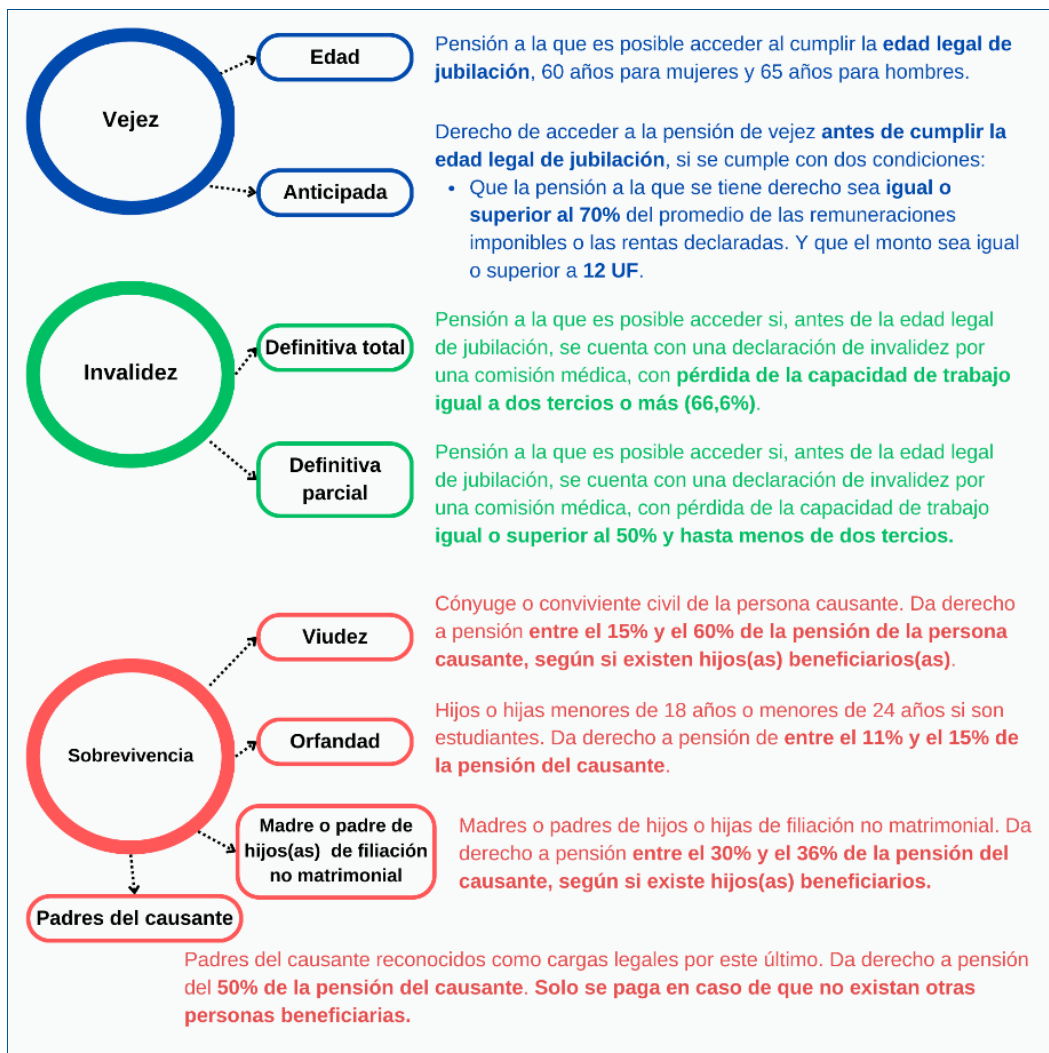 Vejez
Edad
Pensión a la que es posible acceder al cumplir la edad legal de
jubilación, 60 años para mujeres y 65 años para hombres.
Anticipada
Derecho de acceder a la pensión de vejez antes de cumplir la
edad legal de jubilación, si se cumple con dos condiciones:
• Que la pensión a la que se tiene derecho sea igual o
superior al 70% del promedio de las remuneraciones
imponibles o las rentas declaradas. Y que el monto sea igual
o superior a 12 UF.
Invalidez
Definitiva total
Pensión a la que es posible acceder si, antes de la edad legal
de jubilación, se cuenta con una declaración de invalidez por
una comisión médica, con pérdida de la capacidad de trabajo
igual a dos tercios o más (66,6%).
Definitiva
parcial
Pensión a la que es posible acceder si, antes de la edad legal
de jubilación, se cuenta con una declaración de invalidez por
una comisión médica, con pérdida de la capacidad de trabajo
igual o superior al 50% y hasta menos de dos tercios.
Sobrevivencia
Viudez
Cónyuge o conviviente civil de la persona causante. Da derecho
a pensión entre el 15% y el 60% de la pensión de la persona
causante, según si existen hijos(as) beneficiarios(as).
Orfandad
Hijos o hijas menores de 18 años o menores de 24 años si son
estudiantes. Da derecho a pensión de entre el 11% y el 15% de
la pensión del causante.
Madre o padre de
hijos(as) de filiación
no matrimonial
Madres o padres de hijos o hijas de filiación no matrimonial. Da
derecho a pensión entre el 30% y el 36% de la pensión del
causante, según si existe hijos(as) beneficiarios.
Padres del causante
Padres del causante reconocidos como cargas legales por este último. Da derecho a pensión
del 50% de la pensión del causante. Solo se paga en caso de que no existan otras
personas beneficiarias.